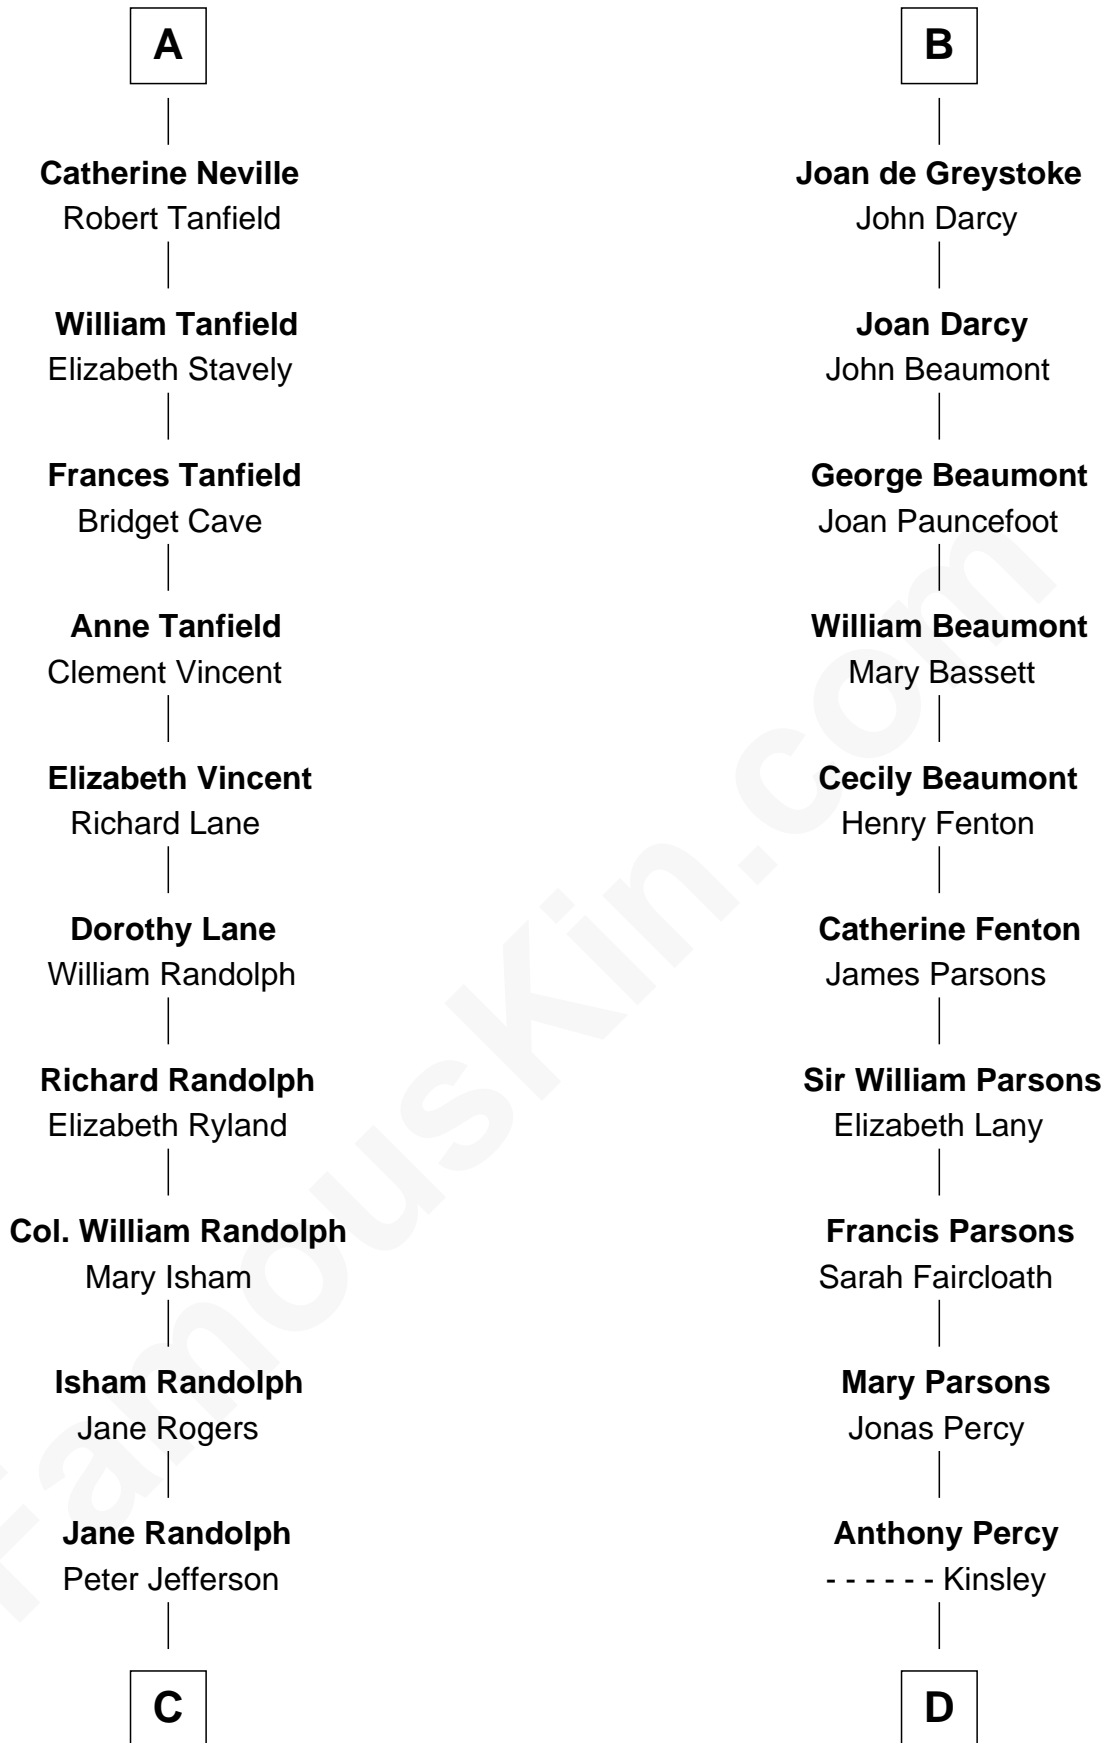 A
Catherine Neville
Robert Tanfield
William Tanfield
Elizabeth Stavely
Frances Tanfield
Bridget Cave
Anne Tanfield
Clement Vincent
Elizabeth Vincent
Richard Lane
Dorothy Lane
William Randolph
Richard Randolph
Elizabeth Ryland
Col. William Randolph
Mary Isham
Isham Randolph
Jane Rogers
Jane Randolph
Peter Jefferson
C
B
Joan de Greystoke
John Darcy
Joan Darcy
John Beaumont
George Beaumont
Joan Pauncefoot
William Beaumont
Mary Bassett
Cecily Beaumont
Henry Fenton
Catherine Fenton
James Parsons
Sir William Parsons
Elizabeth Lany
Francis Parsons
Sarah Faircloath
Mary Parsons
Jonas Percy
Anthony Percy
- - - - - - Kinsley
D
FamousKin.com